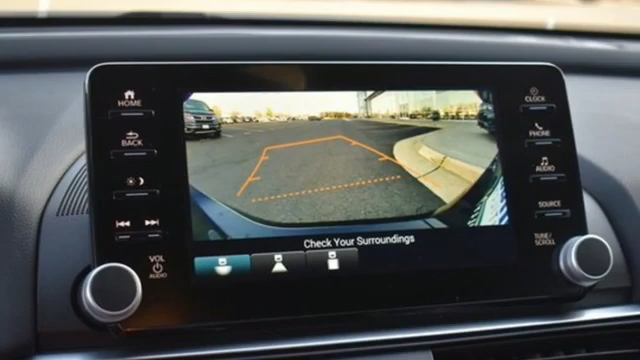 HOME
BACK
VOL
AUDIO
Check Your Surroundings
CLOCK
PHONE
AUDIO
SOURCE
TUNE/
SCROLL